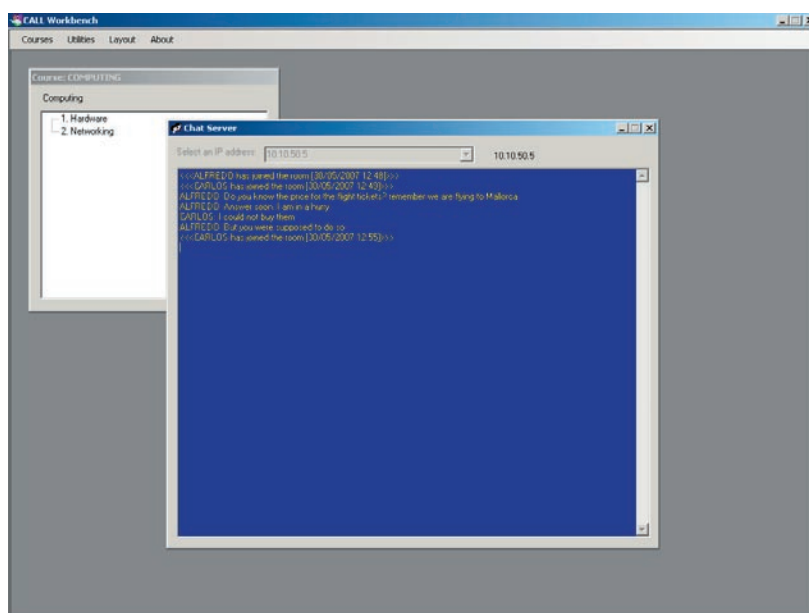 CALL Workbench
Courses Utilities Layout About
Course: COMPUTING
Computing
1. Hardware
2. Networking
Chat Server
Select an IP address: 10.10.50.5 10.10.50.5
<<<ALFREDO has joined the room [30/05/2007 12:48]>>>
<<<CARLOS has joined the room [30/05/2007 12:49]>>>
ALFREDO: Do you know the price for the flight tickets? remember we are flying to Mallorca
ALFREDO: Answer soon. I am in a hurry
CARLOS: I could not buy them
ALFREDO: But you were supposed to do so
<<<CARLOS has joined the room [30/05/2007 12:55]>>>